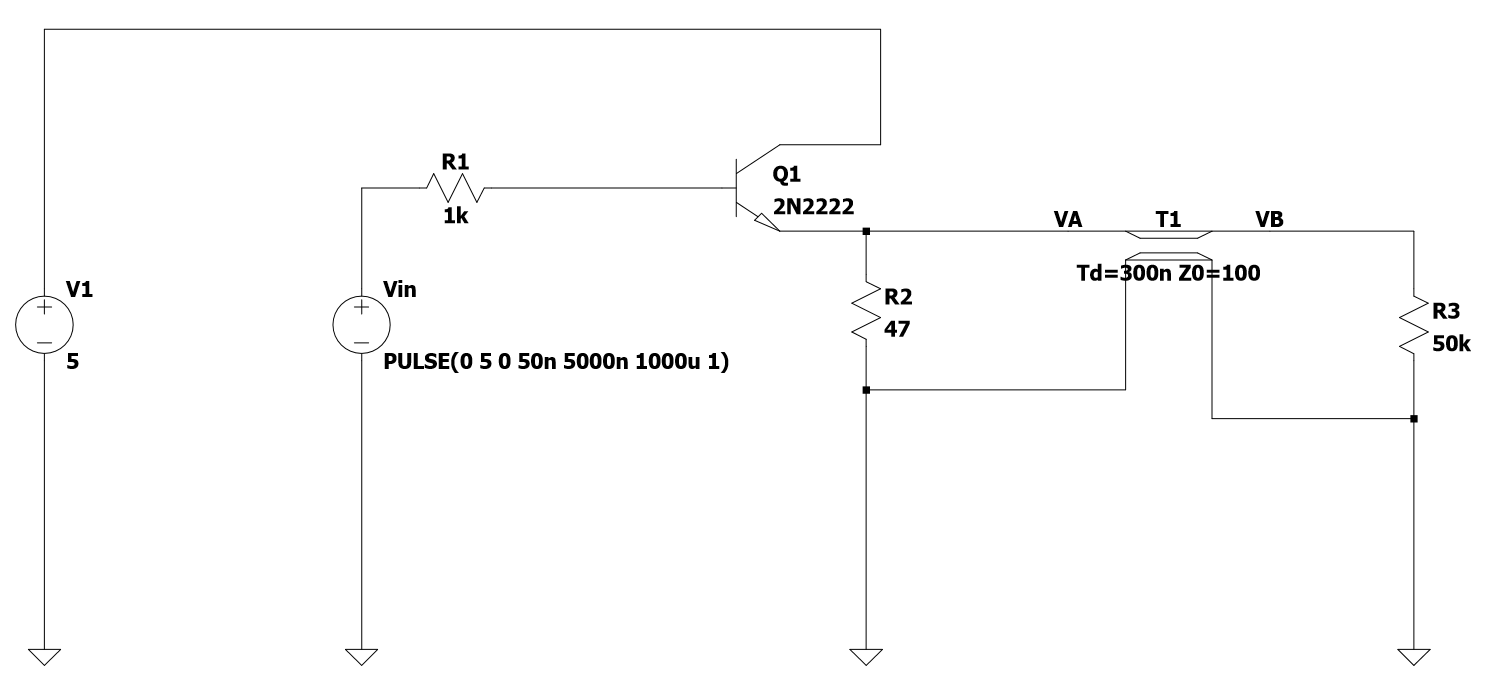 R1
1k
Q1
2N2222
VA
T1
VB
Td=300n Z0=100
V1
5
Vin
PULSE(0 5 0 50n 5000n 1000u 1)
R2
47
R3
50k